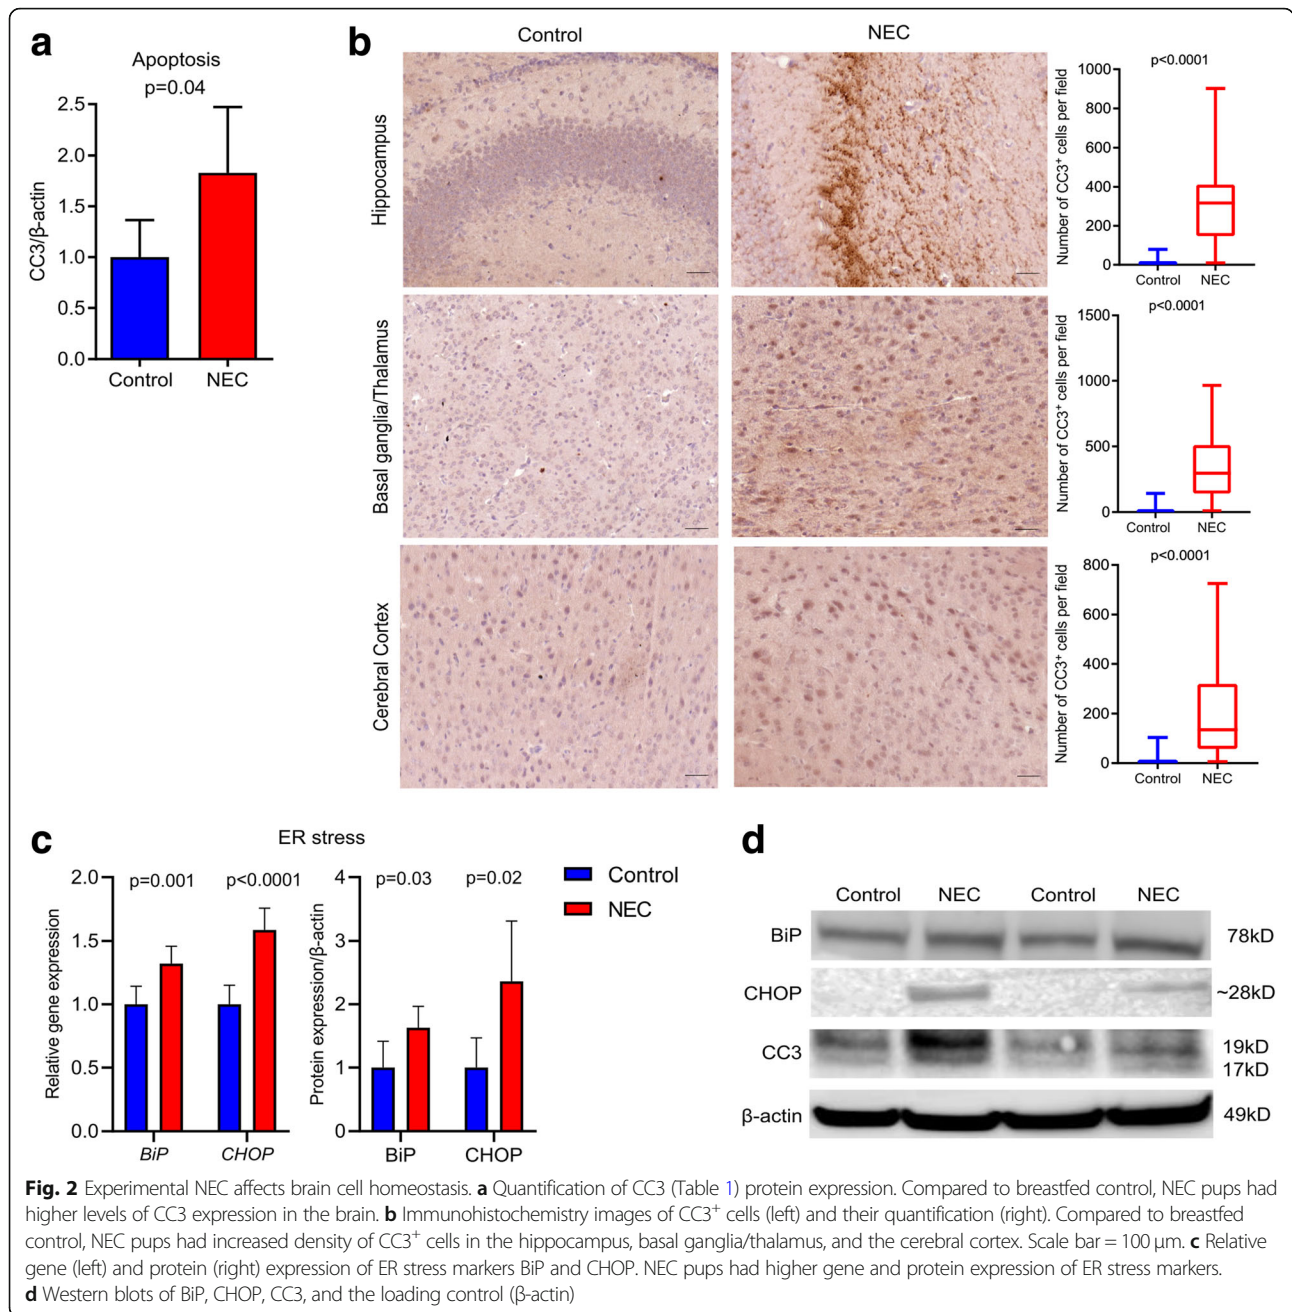 a
Apoptosis
p=0.04
CC3/β-actin
2.5
2.0
1.5
1.0
0.5
0.0
Control
NEC
b
Control
NEC
Hippocampus
Basal ganglia/Thalamus
Cerebral Cortex
p<0.0001
Number of CC3⁺ cells per field
1000
800
600
400
200
0
Control
NEC
p<0.0001
Number of CC3⁺ cells per field
1500
1000
500
0
Control
NEC
p<0.0001
Number of CC3⁺ cells per field
800
600
400
200
0
Control
NEC
c
ER stress
p=0.001
p<0.0001
Relative gene expression
2.0
1.5
1.0
0.5
0.0
BiP
CHOP
p=0.03
p=0.02
Protein expression/β-actin
4
3
2
1
0
BiP
CHOP
Control
NEC
d
Control NEC Control NEC
BiP 78kD
CHOP ~28kD
CC3 19kD
17kD
β-actin 49kD
Fig. 2 Experimental NEC affects brain cell homeostasis. a Quantification of CC3 (Table 1) protein expression. Compared to breastfed control, NEC pups had
higher levels of CC3 expression in the brain. b Immunohistochemistry images of CC3⁺ cells (left) and their quantification (right). Compared to breastfed
control, NEC pups had increased density of CC3⁺ cells in the hippocampus, basal ganglia/thalamus, and the cerebral cortex. Scale bar = 100 μm. c Relative
gene (left) and protein (right) expression of ER stress markers BiP and CHOP. NEC pups had higher gene and protein expression of ER stress markers.
d Western blots of BiP, CHOP, CC3, and the loading control (β-actin)